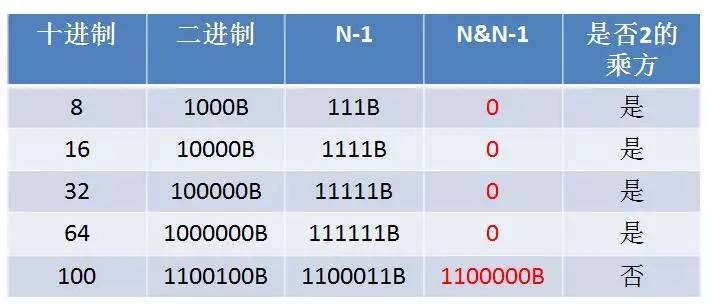 十进制 二进制 N-1 N&N-1 是否2的
乘方
8 1000B 111B 0 是
16 10000B 1111B 0 是
32 100000B 11111B 0 是
64 1000000B 111111B 0 是
100 1100100B 1100011B 1100000B 否